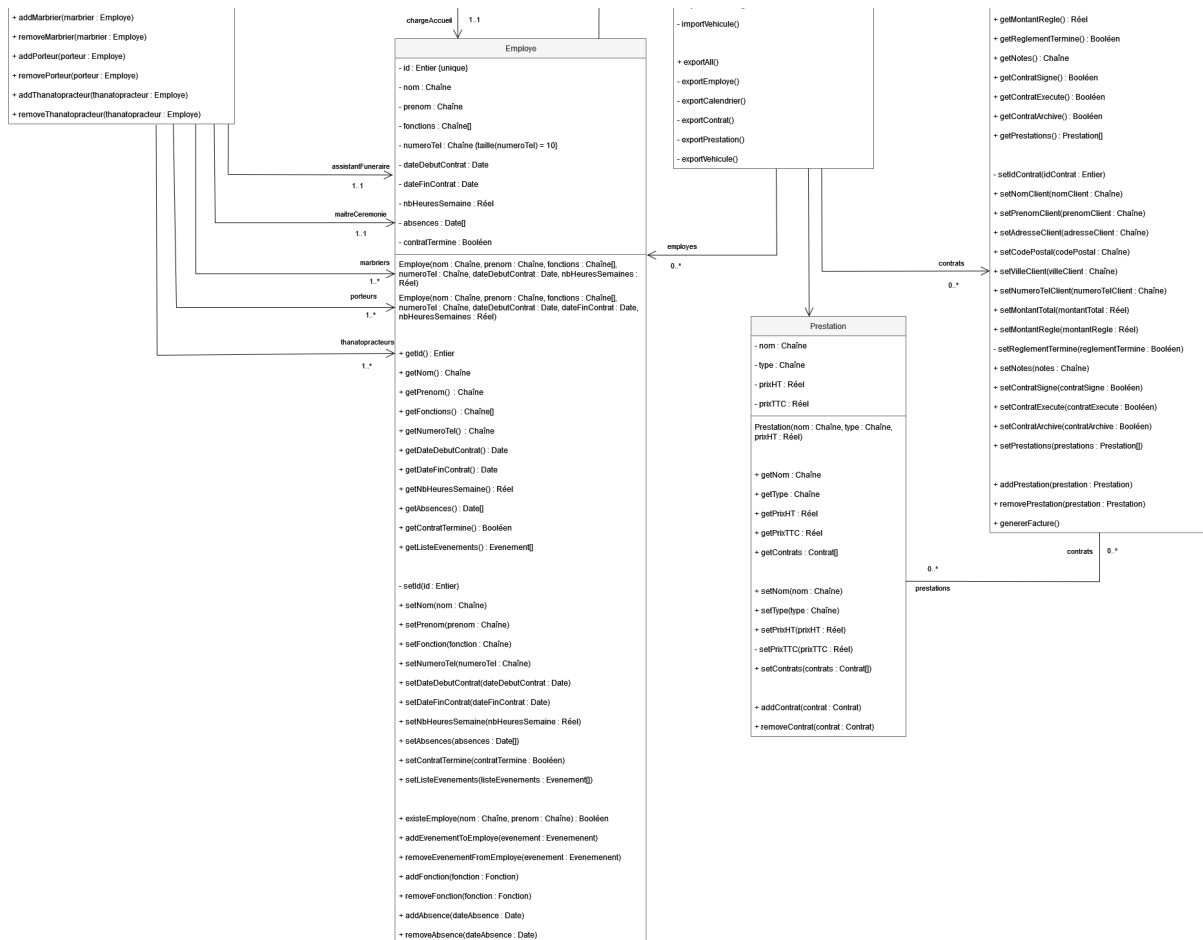 + addMarbrier(marbrier : Employe)
+ removeMarbrier(marbrier : Employe)
+ addPorteur(porteur : Employe)
+ removePorteur(porteur : Employe)
+ addThanatopracteur(thanatopracteur : Employe)
+ removeThanatopracteur(thanatopracteur : Employe)
chargeAccueil
1..1
assistantFuneraire
1..1
maitreCeremonie
1..1
marbriers
1..*
porteurs
1..*
thanatopracteurs
1..*
Employe
- id : Entier {unique}
- nom : Chaîne
- prenom : Chaîne
- fonctions : Chaîne[]
- numeroTel : Chaîne {taille(numeroTel) = 10}
- dateDebutContrat : Date
- dateFinContrat : Date
- nbHeuresSemaine : Réel
- absences : Date[]
- contratTermine : Booléen
Employe(nom : Chaîne, prenom : Chaîne, fonctions : Chaîne[],
numeroTel : Chaîne, dateDebutContrat : Date, nbHeuresSemaines :
Réel)
Employe(nom : Chaîne, prenom : Chaîne, fonctions : Chaîne[],
numeroTel : Chaîne, dateDebutContrat : Date, dateFinContrat : Date,
nbHeuresSemaines : Réel)
+ getId() : Entier
+ getNom() : Chaîne
+ getPrenom() : Chaîne
+ getFonctions() : Chaîne[]
+ getNumeroTel() : Chaîne
+ getDateDebutContrat() : Date
+ getDateFinContrat() : Date
+ getNbHeuresSemaine() : Réel
+ getAbsences() : Date[]
+ getContratTermine() : Booléen
+ getListeEvenements() : Evenement[]
- setId(id : Entier)
+ setNom(nom : Chaîne)
+ setPrenom(prenom : Chaîne)
+ setFonction(fonction : Chaîne)
+ setNumeroTel(numeroTel : Chaîne)
+ setDateDebutContrat(dateDebutContrat : Date)
+ setDateFinContrat(dateFinContrat : Date)
+ setNbHeuresSemaine(nbHeuresSemaine : Réel)
+ setAbsences(absences : Date[])
+ setContratTermine(contratTermine : Booléen)
+ setListeEvenements(listeEvenements : Evenement[])
+ existeEmploye(nom : Chaîne, prenom : Chaîne) : Booléen
+ addEvenementToEmploye(evenement : Evenemenent)
+ removeEvenementFromEmploye(evenement : Evenemenent)
+ addFonction(fonction : Fonction)
+ removeFonction(fonction : Fonction)
+ addAbsence(dateAbsence : Date)
+ removeAbsence(dateAbsence : Date)
- importVehicule()
+ exportAll()
- exportEmploye()
- exportCalendrier()
- exportContrat()
- exportPrestation()
- exportVehicule()
employes
0..*
contrats
0..*
Prestation
- nom : Chaîne
- type : Chaîne
- prixHT : Réel
- prixTTC : Réel
Prestation(nom : Chaîne, type : Chaîne,
prixHT : Réel)
+ getNom : Chaîne
+ getType : Chaîne
+ getPrixHT : Réel
+ getPrixTTC : Réel
+ getContrats : Contrat[]
+ setNom(nom : Chaîne)
+ setType(type : Chaîne)
+ setPrixHT(prixHT : Réel)
- setPrixTTC(prixTTC : Réel)
+ setContrats(contrats : Contrat[])
+ addContrat(contrat : Contrat)
+ removeContrat(contrat : Contrat)
+ getMontantRegle() : Réel
+ getReglementTermine() : Booléen
+ getNotes() : Chaîne
+ getContratSigne() : Booléen
+ getContratExecute() : Booléen
+ getContratArchive() : Booléen
+ getPrestations() : Prestation[]
- setIdContrat(idContrat : Entier)
+ setNomClient(nomClient : Chaîne)
+ setPrenomClient(prenomClient : Chaîne)
+ setAdresseClient(adresseClient : Chaîne)
+ setCodePostal(codePostal : Chaîne)
+ setVilleClient(villeClient : Chaîne)
+ setNumeroTelClient(numeroTelClient : Chaîne)
+ setMontantTotal(montantTotal : Réel)
+ setMontantRegle(montantRegle : Réel)
- setReglementTermine(reglementTermine : Booléen)
+ setNotes(notes : Chaîne)
+ setContratSigne(contratSigne : Booléen)
+ setContratExecute(contratExecute : Booléen)
+ setContratArchive(contratArchive : Booléen)
+ setPrestations(prestations : Prestation[])
+ addPrestation(prestation : Prestation)
+ removePrestation(prestation : Prestation)
+ genererFacture()
contrats
0..*
0..*
prestations